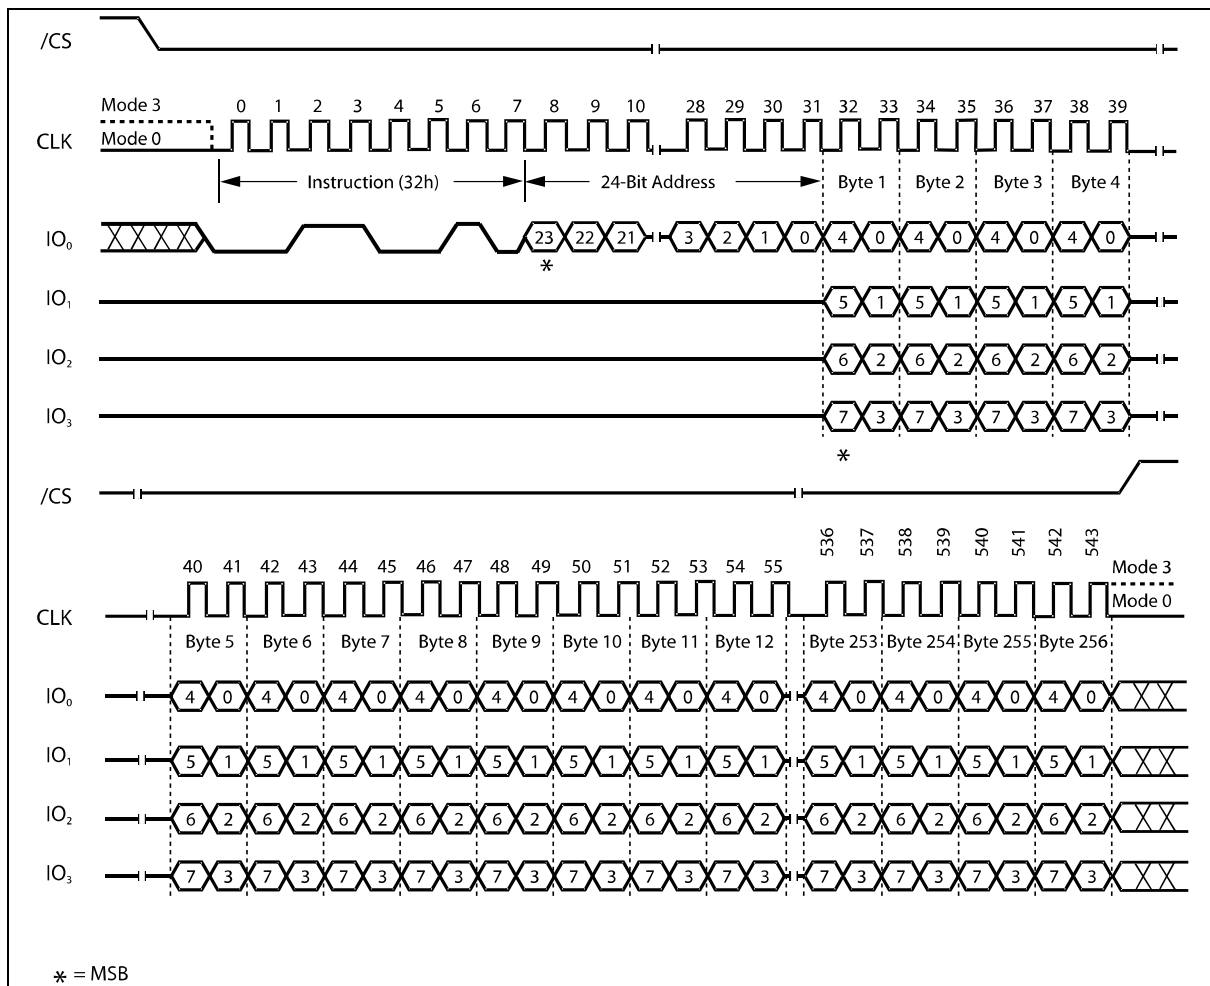 /CS
Mode 3
0 1 2 3 4 5 6 7 8 9 10 28 29 30 31 32 33 34 35 36 37 38 39
CLK
Mode 0
Instruction (32h) 24-Bit Address Byte 1 Byte 2 Byte 3 Byte 4
IO0 23 22 21 3 2 1 0 4 0 4 0 4 0 4 0
*
IO1 5 1 5 1 5 1 5 1
IO2 6 2 6 2 6 2 6 2
IO3 7 3 7 3 7 3 7 3
*
/CS
536 537 538 539 540 541 542 543
40 41 42 43 44 45 46 47 48 49 50 51 52 53 54 55
Mode 3
CLK
Mode 0
Byte 5 Byte 6 Byte 7 Byte 8 Byte 9 Byte 10 Byte 11 Byte 12 Byte 253 Byte 254 Byte 255 Byte 256
IO0 4 0 4 0 4 0 4 0 4 0 4 0 4 0 4 0 4 0 4 0 4 0 4 0
IO1 5 1 5 1 5 1 5 1 5 1 5 1 5 1 5 1 5 1 5 1 5 1 5 1
IO2 6 2 6 2 6 2 6 2 6 2 6 2 6 2 6 2 6 2 6 2 6 2 6 2
IO3 7 3 7 3 7 3 7 3 7 3 7 3 7 3 7 3 7 3 7 3 7 3 7 3
* = MSB